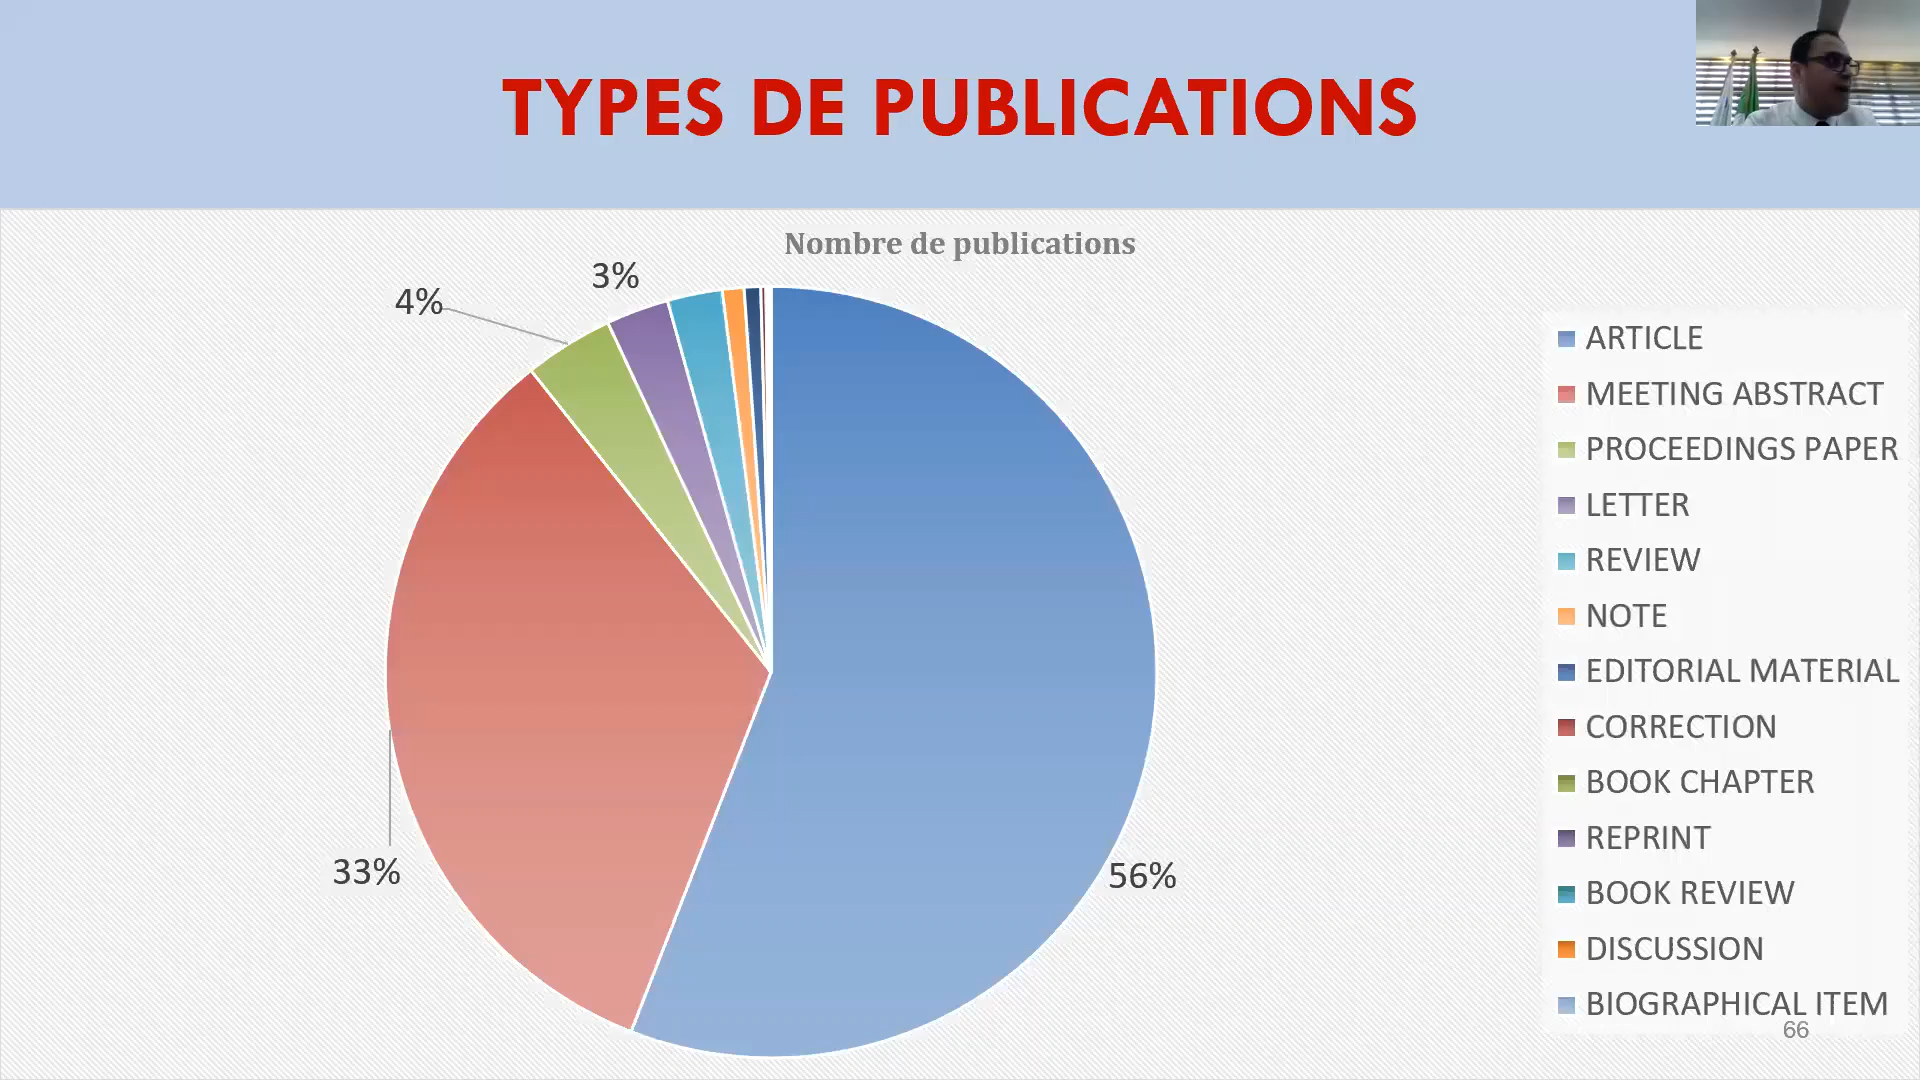 TYPES DE PUBLICATIONS
Nombre de publications
3%
4%
33%
56%
ARTICLE
MEETING ABSTRACT
PROCEEDINGS PAPER
LETTER
REVIEW
NOTE
EDITORIAL MATERIAL
CORRECTION
BOOK CHAPTER
REPRINT
BOOK REVIEW
DISCUSSION
BIOGRAPHICAL ITEM
66